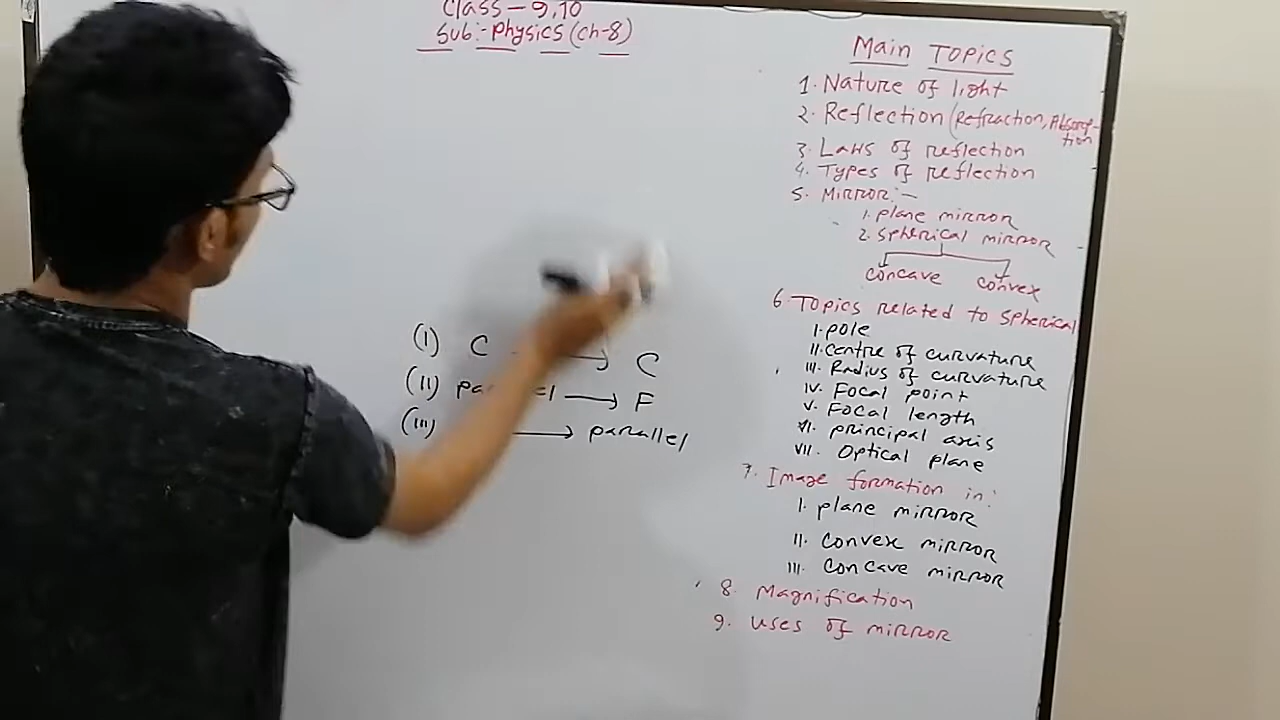 Class - 9,10
Sub:- Physics (ch-8)
(I) C → C
(II) → F
(III) → parallel
Main TOPICS
1. Nature of light
2. Reflection (Refraction, Absorp-
tion
3. Laws of reflection
4. Types of reflection
5. Mirror:-
1. plane mirror
2. spherical mirror
concave convex
6. Topics related to spherical
I. pole
II. Centre of curvature
III. Radius of curvature
IV. Focal point
V. Focal length
VI. principal axis
VII. Optical plane
7. Image formation in:
I. plane mirror
II. convex mirror
III. concave mirror
8. Magnification
9. Uses of mirror